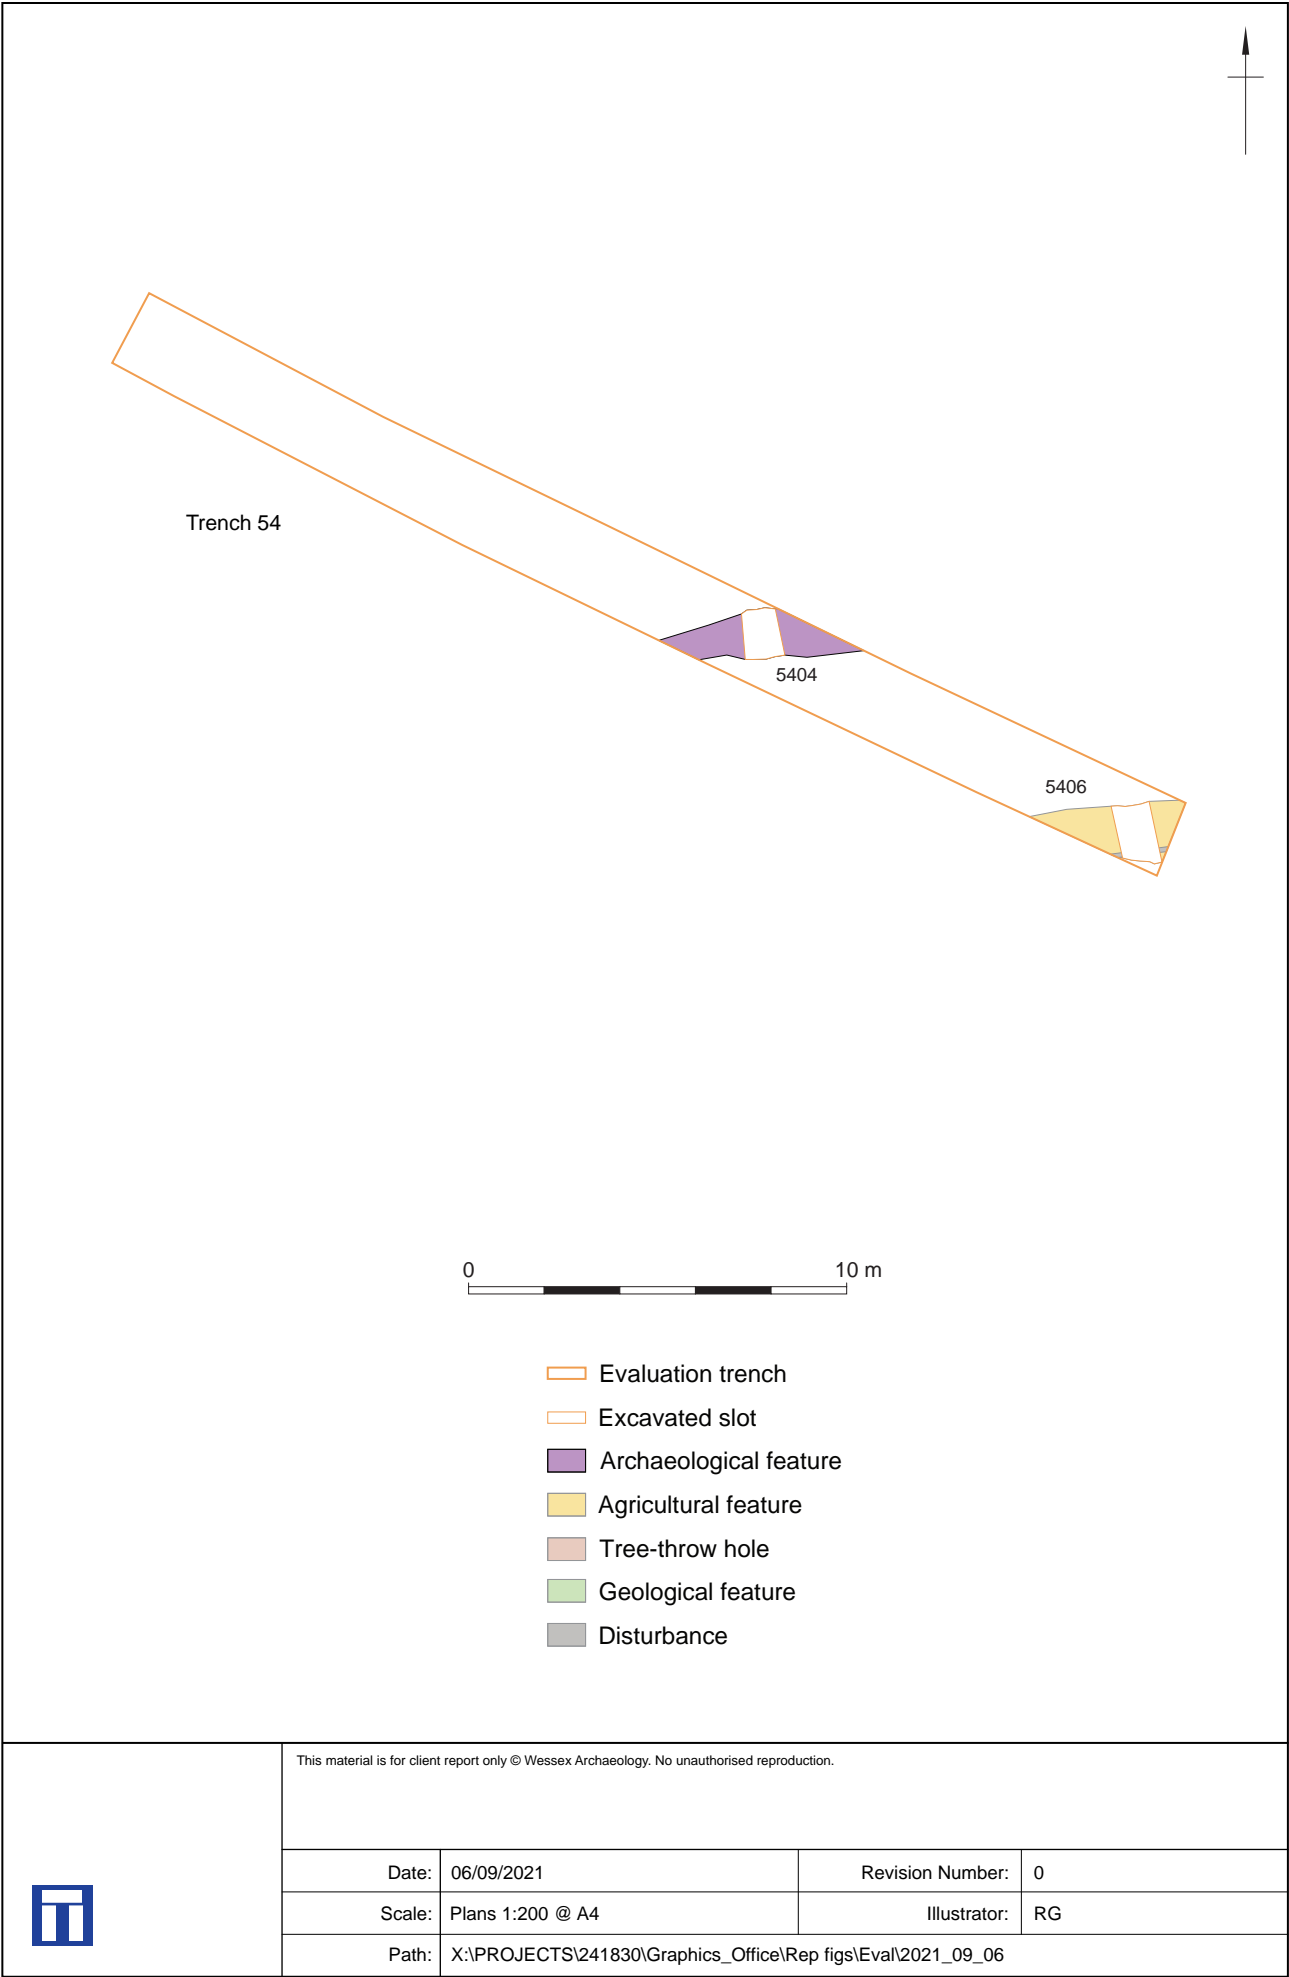 Trench 54
5404
5406
0 10 m
Evaluation trench
Excavated slot
Archaeological feature
Agricultural feature
Tree-throw hole
Geological feature
Disturbance
This material is for client report only © Wessex Archaeology. No unauthorised reproduction.
Date: 06/09/2021 Revision Number: 0
Scale: Plans 1:200 @ A4 Illustrator: RG
Path: X:\PROJECTS\241830\Graphics_Office\Rep figs\Eval\2021_09_06